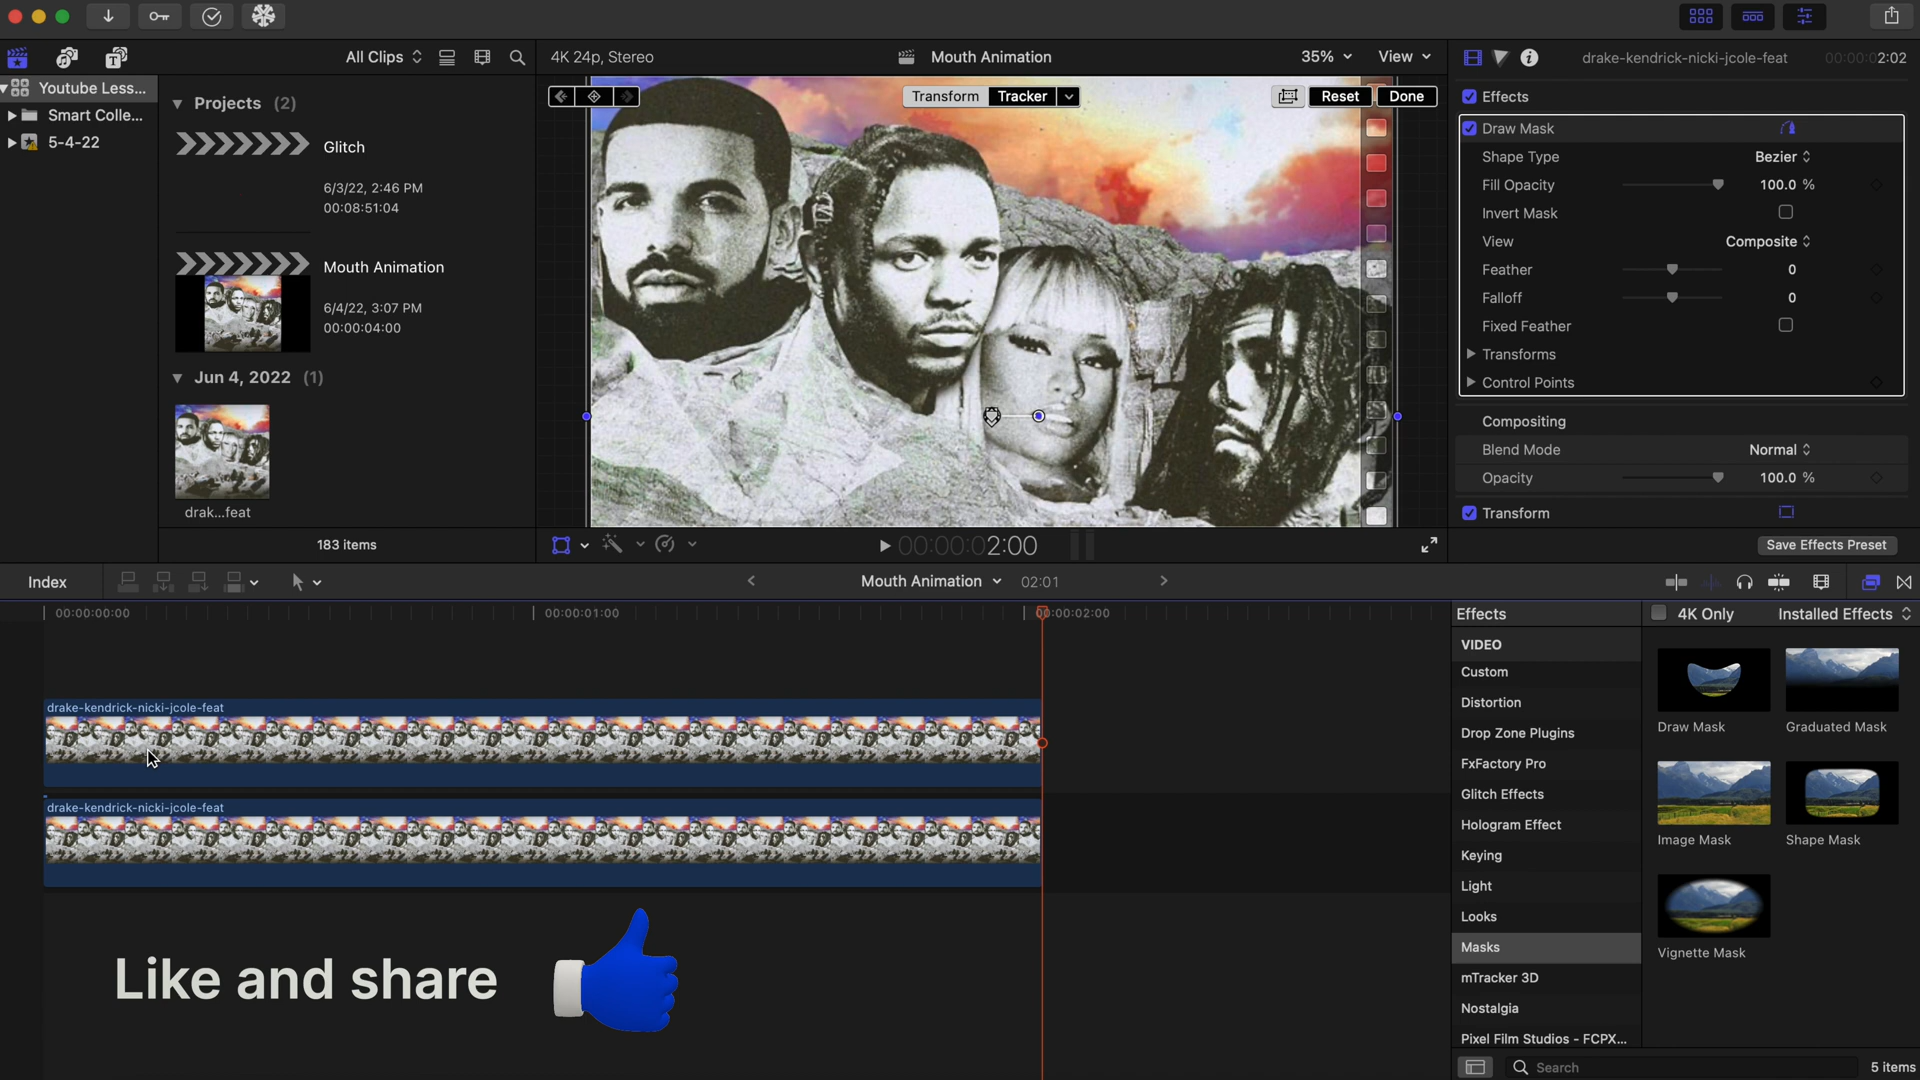 All Clips
4K 24p, Stereo
Mouth Animation
35%
View
drake-kendrick-nicki-jcole-feat
00:00:02:02
Youtube Less...
Smart Colle...
5-4-22
Projects (2)
Glitch
6/3/22, 2:46 PM
00:08:51:04
Mouth Animation
6/4/22, 3:07 PM
00:00:04:00
Jun 4, 2022 (1)
drak...feat
183 items
Transform
Tracker
Reset
Done
00:00:02:00
Effects
Draw Mask
Shape Type
Bezier
Fill Opacity
100.0 %
Invert Mask
View
Composite
Feather
0
Falloff
0
Fixed Feather
Transforms
Control Points
Compositing
Blend Mode
Normal
Opacity
100.0 %
Transform
Save Effects Preset
Index
Mouth Animation
02:01
00:00:00:00
00:00:01:00
00:00:02:00
drake-kendrick-nicki-jcole-feat
drake-kendrick-nicki-jcole-feat
Like and share
Effects
4K Only
Installed Effects
VIDEO
Custom
Distortion
Drop Zone Plugins
FxFactory Pro
Glitch Effects
Hologram Effect
Keying
Light
Looks
Masks
mTracker 3D
Nostalgia
Pixel Film Studios - FCPX...
Draw Mask
Graduated Mask
Image Mask
Shape Mask
Vignette Mask
Search
5 items